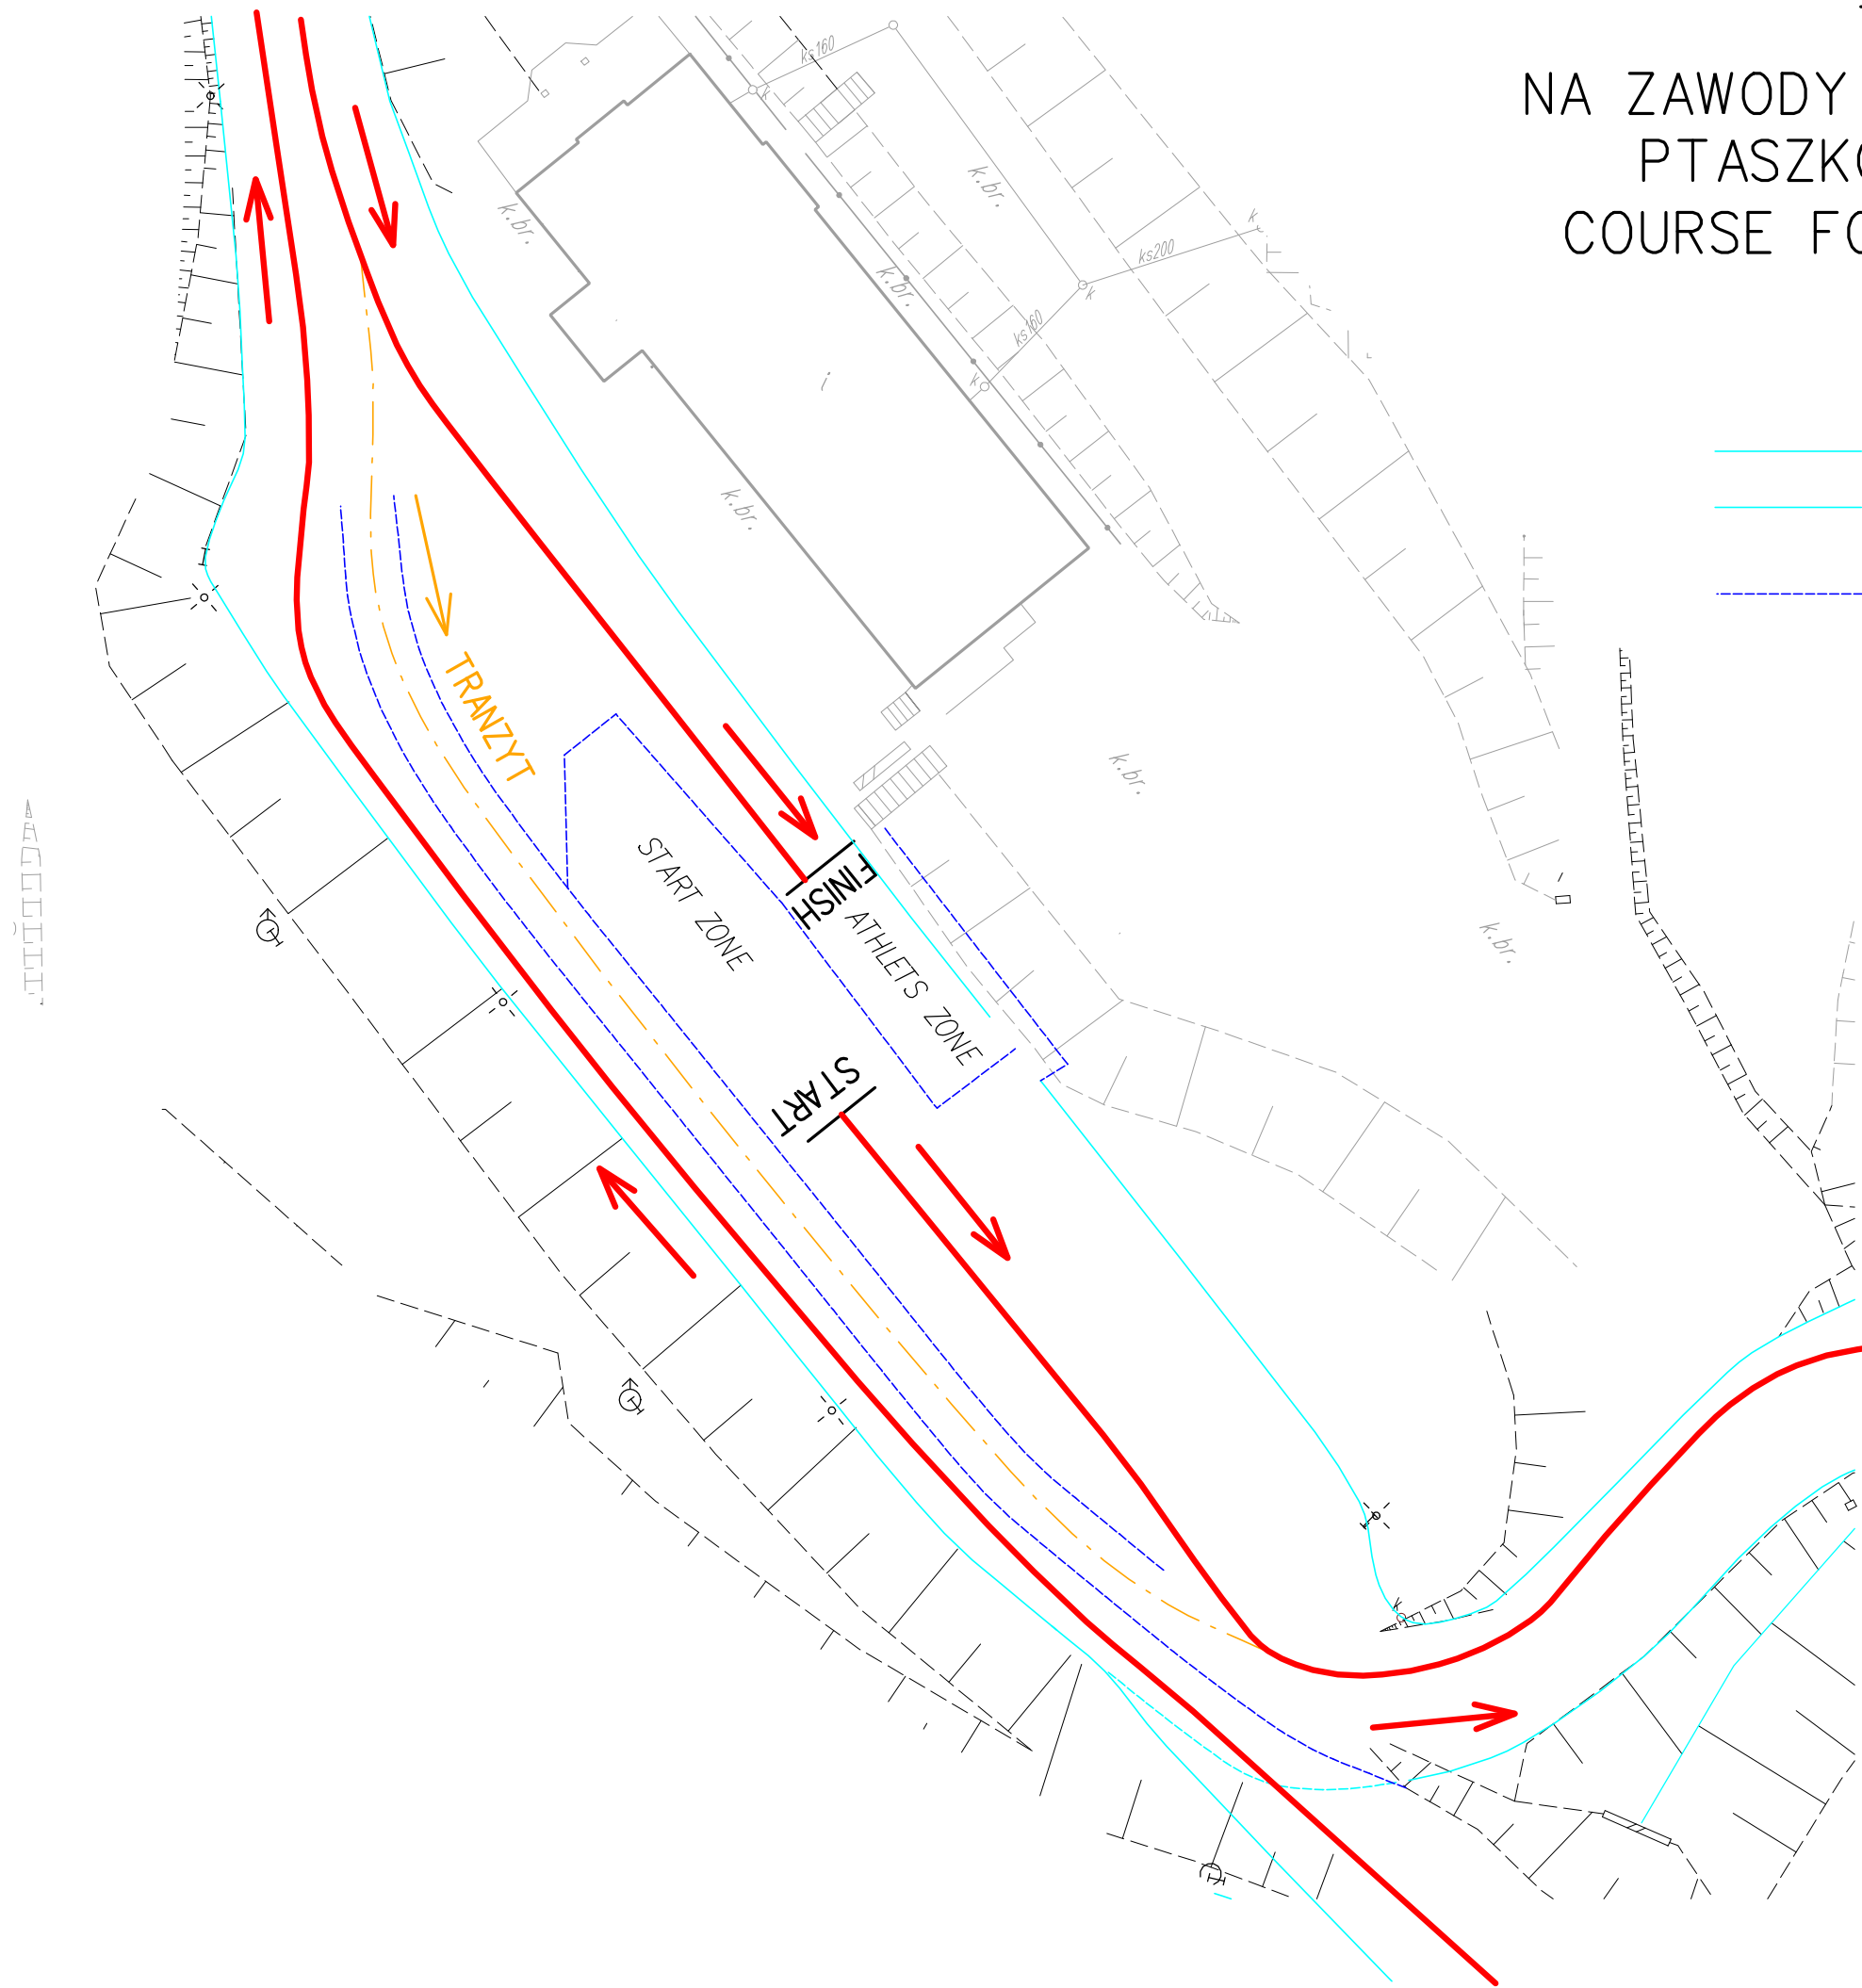 NA ZAWODY
PTASZK
COURSE FO
ks160
k
k.br.
k.br.
k
ks200
k.br.
k
ks160
k
k.br.
TRANZYT
k.br.
START ZONE
FINISH
ATHLETS ZONE
k.br.
START
k